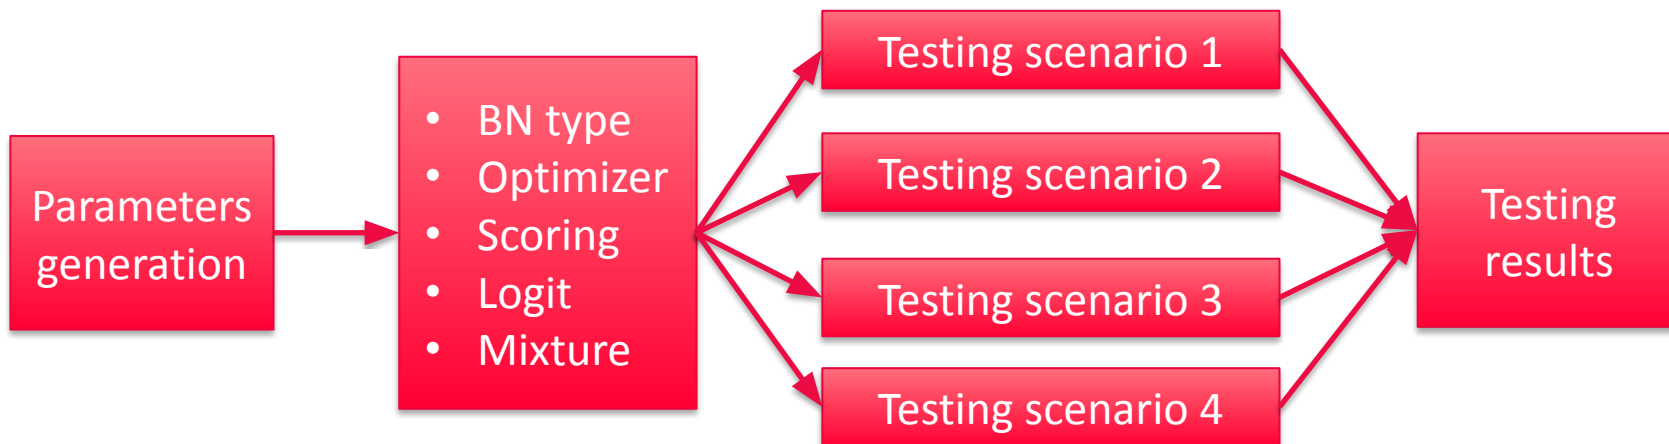 Parameters
generation
• BN type
• Optimizer
• Scoring
• Logit
• Mixture
Testing scenario 1
Testing scenario 2
Testing scenario 3
Testing scenario 4
Testing
results